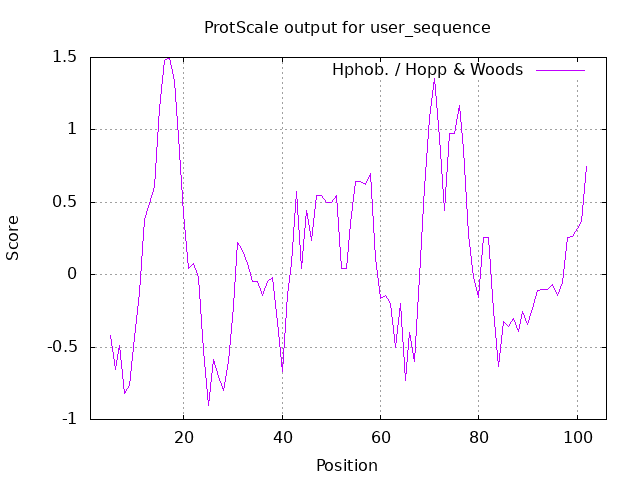 ProtScale output for user_sequence
Hphob. / Hopp & Woods
1.5
1
0.5
0
-0.5
-1
Score
20
40
60
80
100
Position